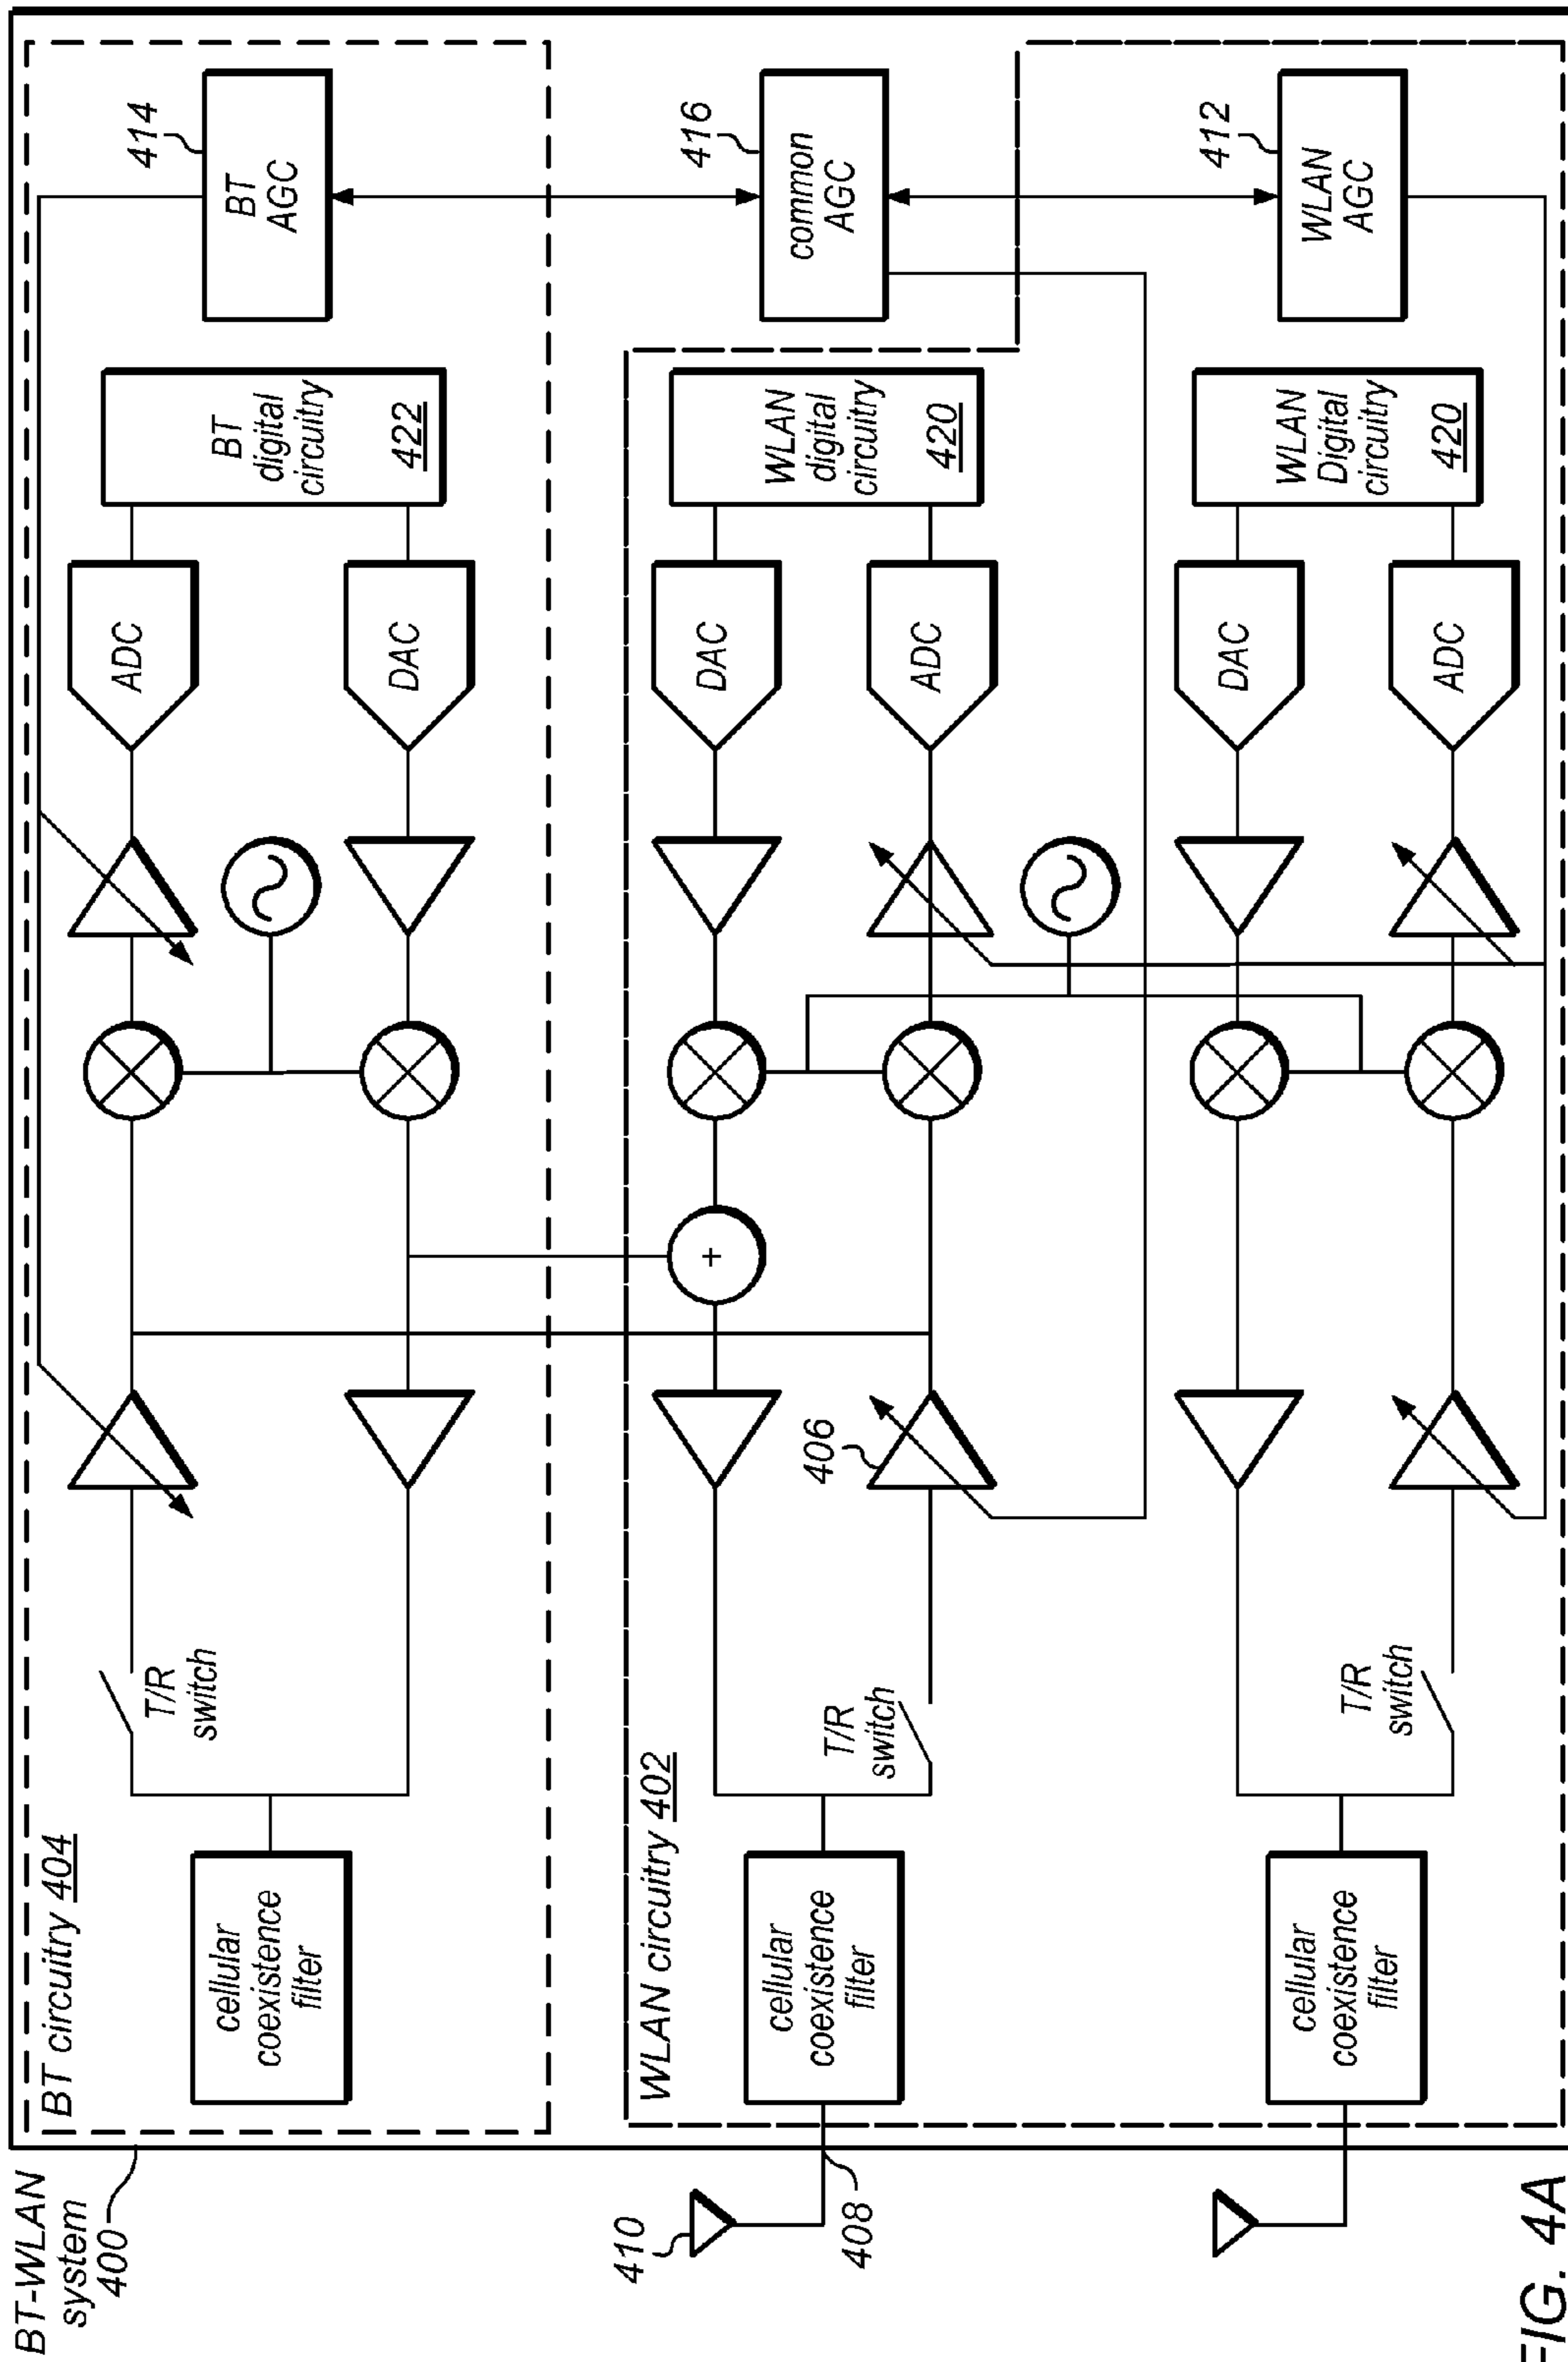 BT-WLAN
system
400
BT circuitry 404
cellular
coexistence
filter
T/R
switch
ADC
DAC
BT
digital
circuitry
422
BT
AGC
414
WLAN circuitry 402
410
408
cellular
coexistence
filter
T/R
switch
406
+
DAC
ADC
WLAN
digital
circuitry
420
common
AGC
416
cellular
coexistence
filter
T/R
switch
DAC
ADC
WLAN
Digital
circuitry
420
WLAN
AGC
412
FIG. 4A